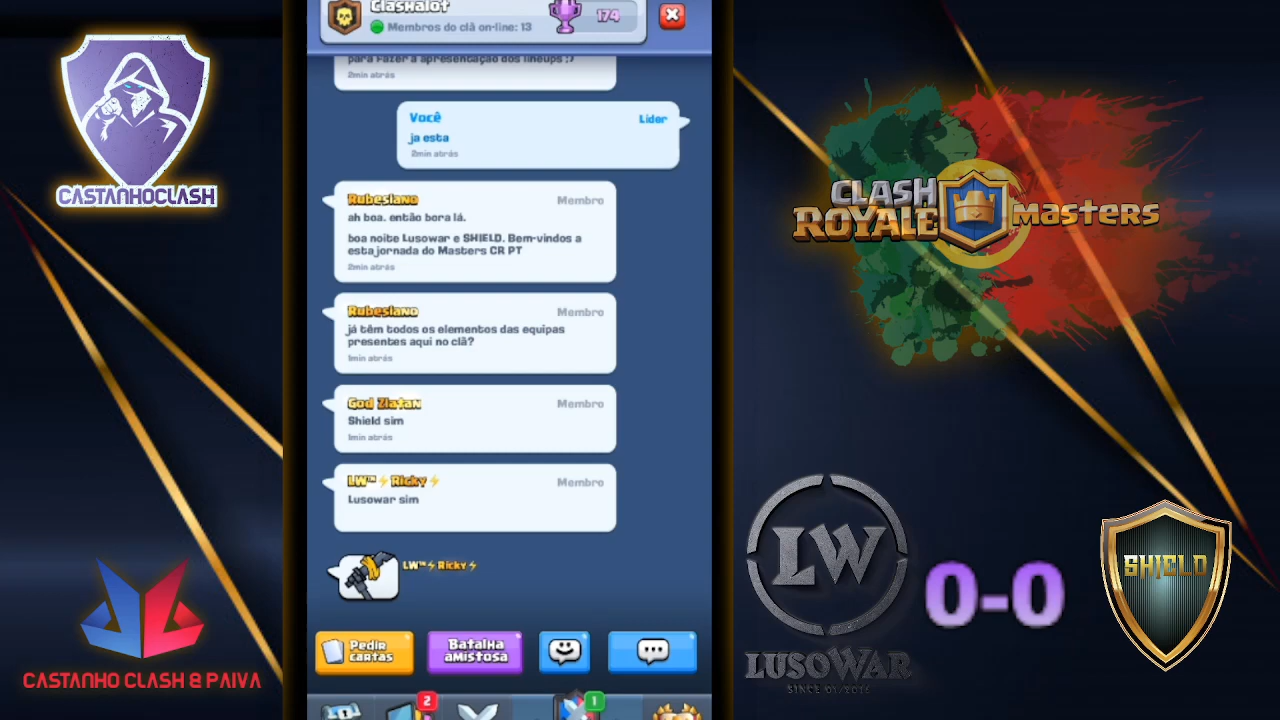 Clashalot
Membros do clã on-line: 13
174
para Fazer a apresentação dos lineups ;7
2min atrás
Você
Líder
ja esta
2min atrás
Rubeslano
Membro
ah boa. então bora lá.
boa noite Lusowar e SHIELD. Bem-vindos a
esta jornada do Masters CR PT
2min atrás
Rubeslano
Membro
já têm todos os elementos das equipas
presentes aqui no clã?
1min atrás
God Zlatan
Membro
Shield sim
1min atrás
LW™⚡Ricky⚡
Membro
Lusowar sim
LW™⚡Ricky⚡
Pedir
cartas
Batalha
amistosa
2
1
CASTANHOCLASH
CASTANHO CLASH & PAIVA
CLASH
ROYALE
MASTERS
LW
LUSOWAR
SINCE 01/2016
0-0
SHIELD